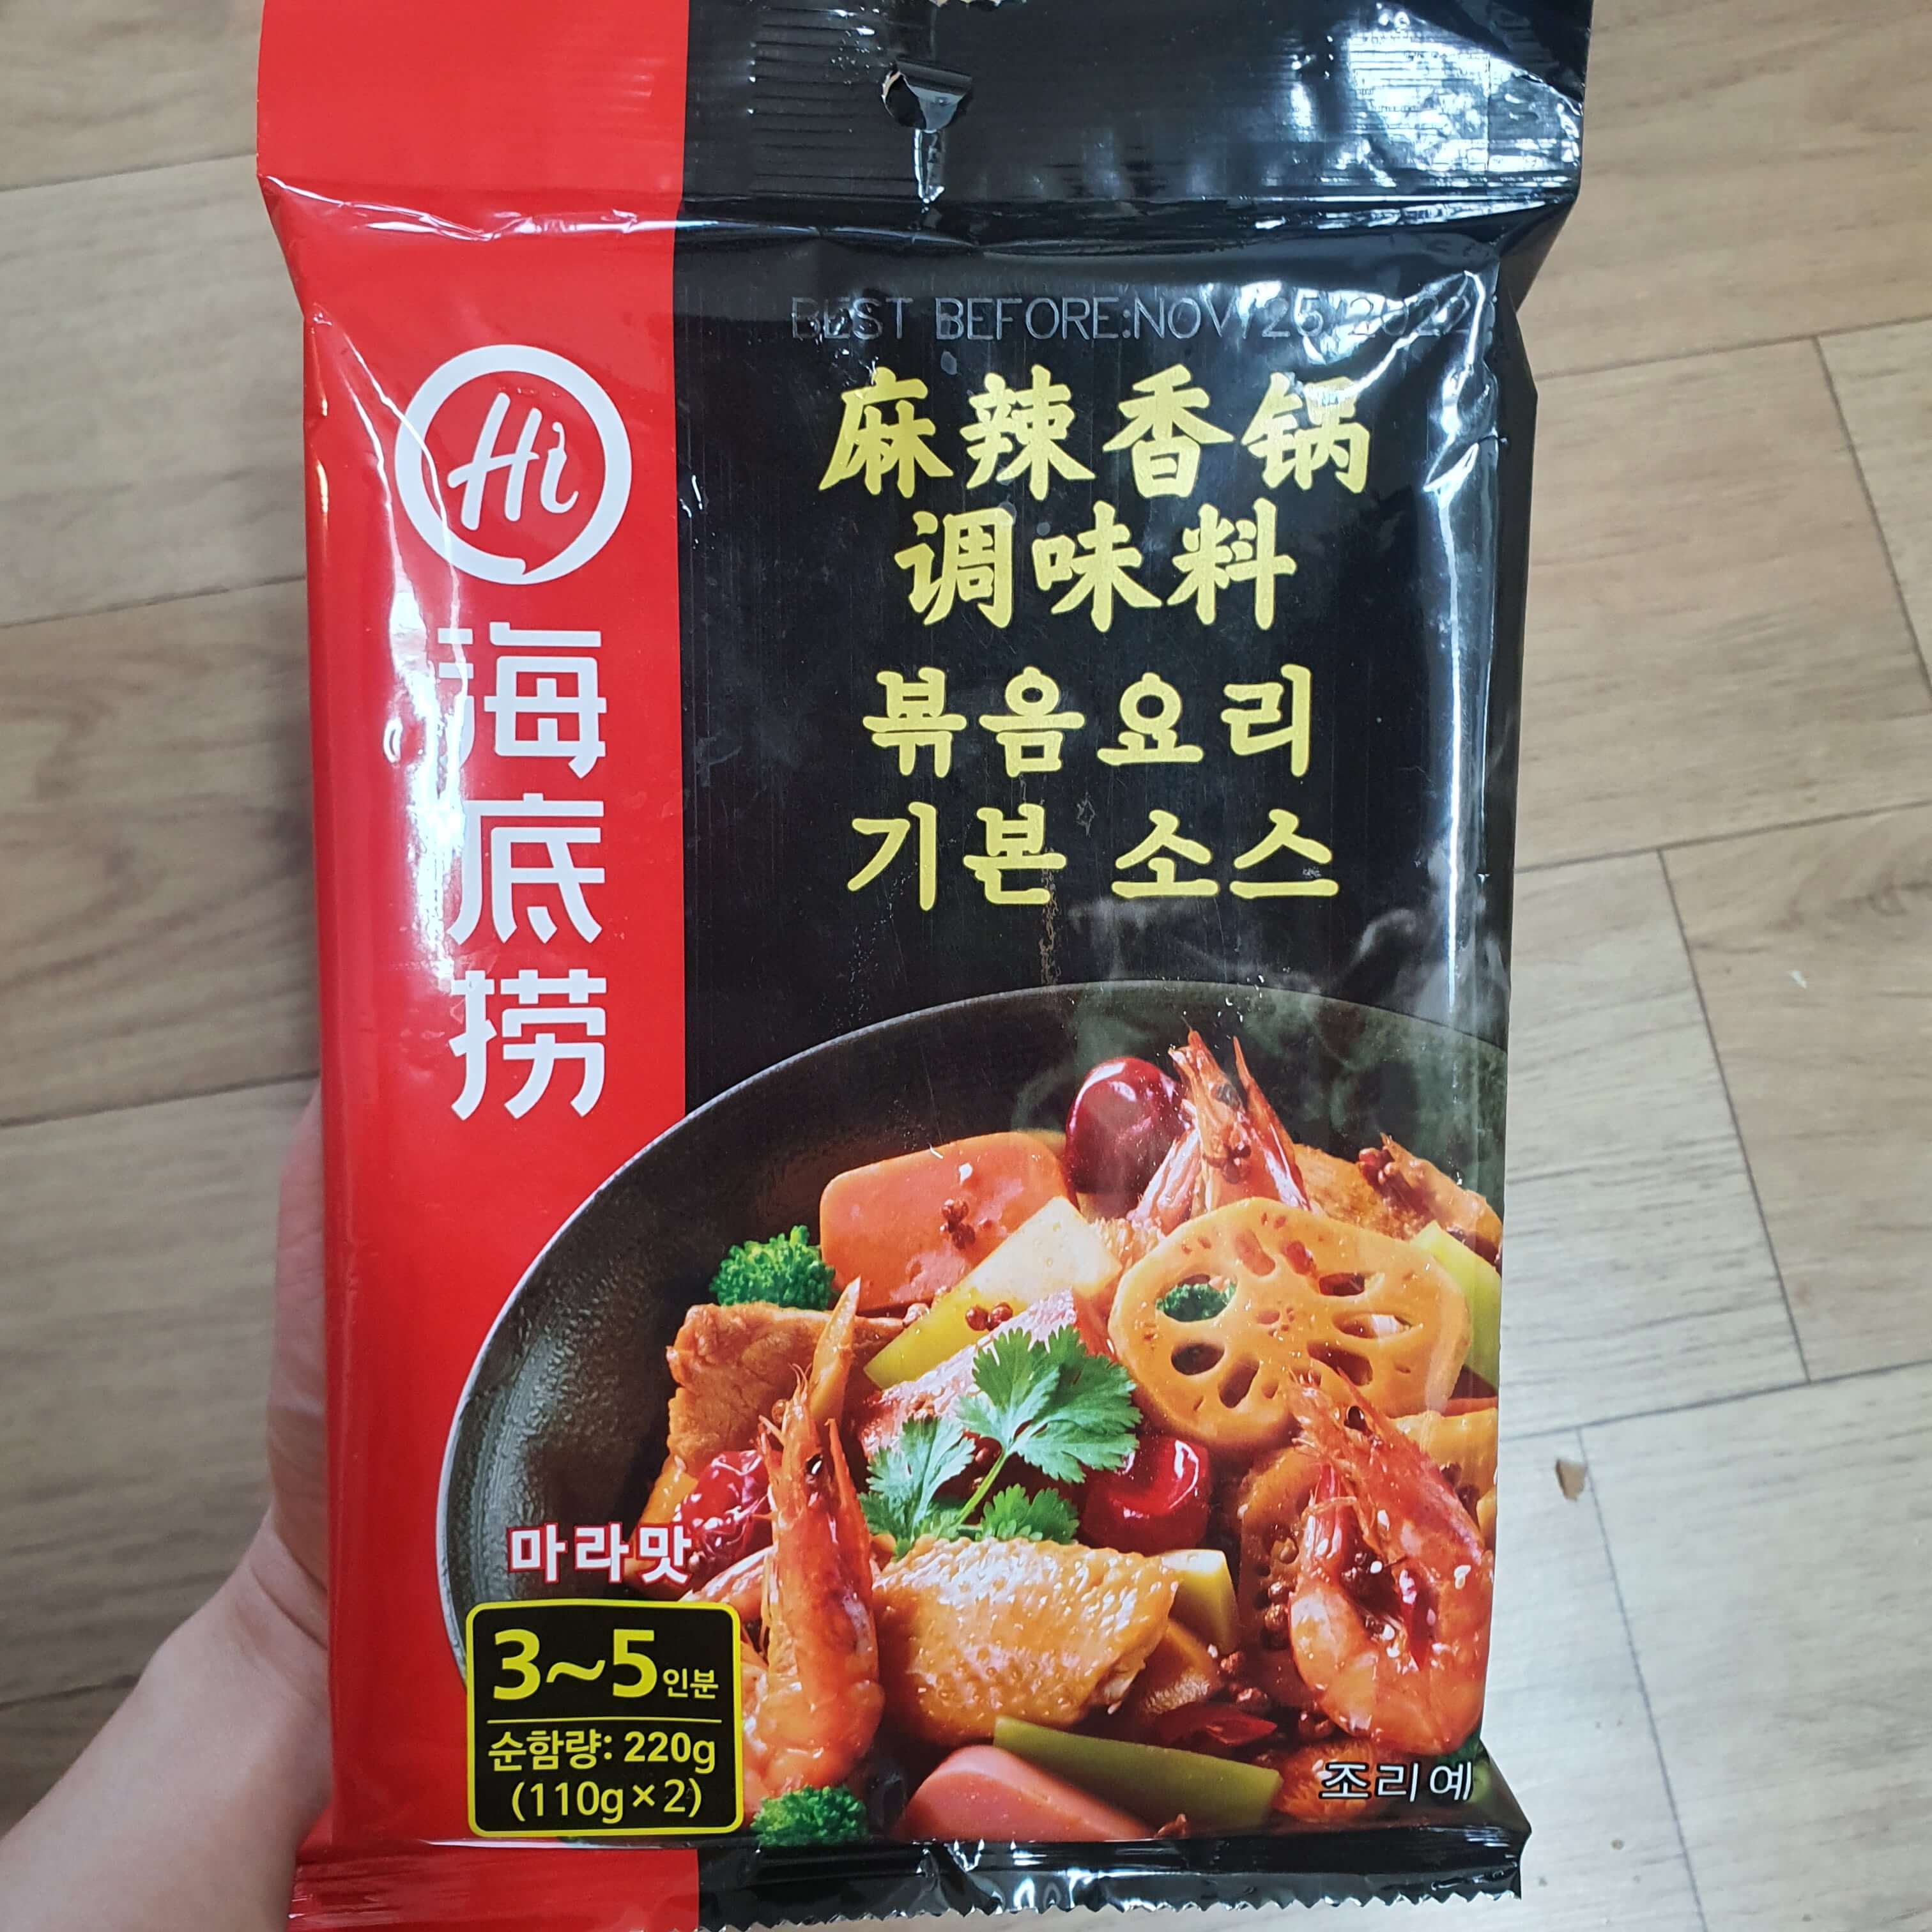 BEST BEFORE:NOV/25/2022
Hi
海底捞
麻辣香锅
调味料
볶음요리
기본 소스
마라맛
3~5인분
순함량: 220g
(110g×2)
조리예